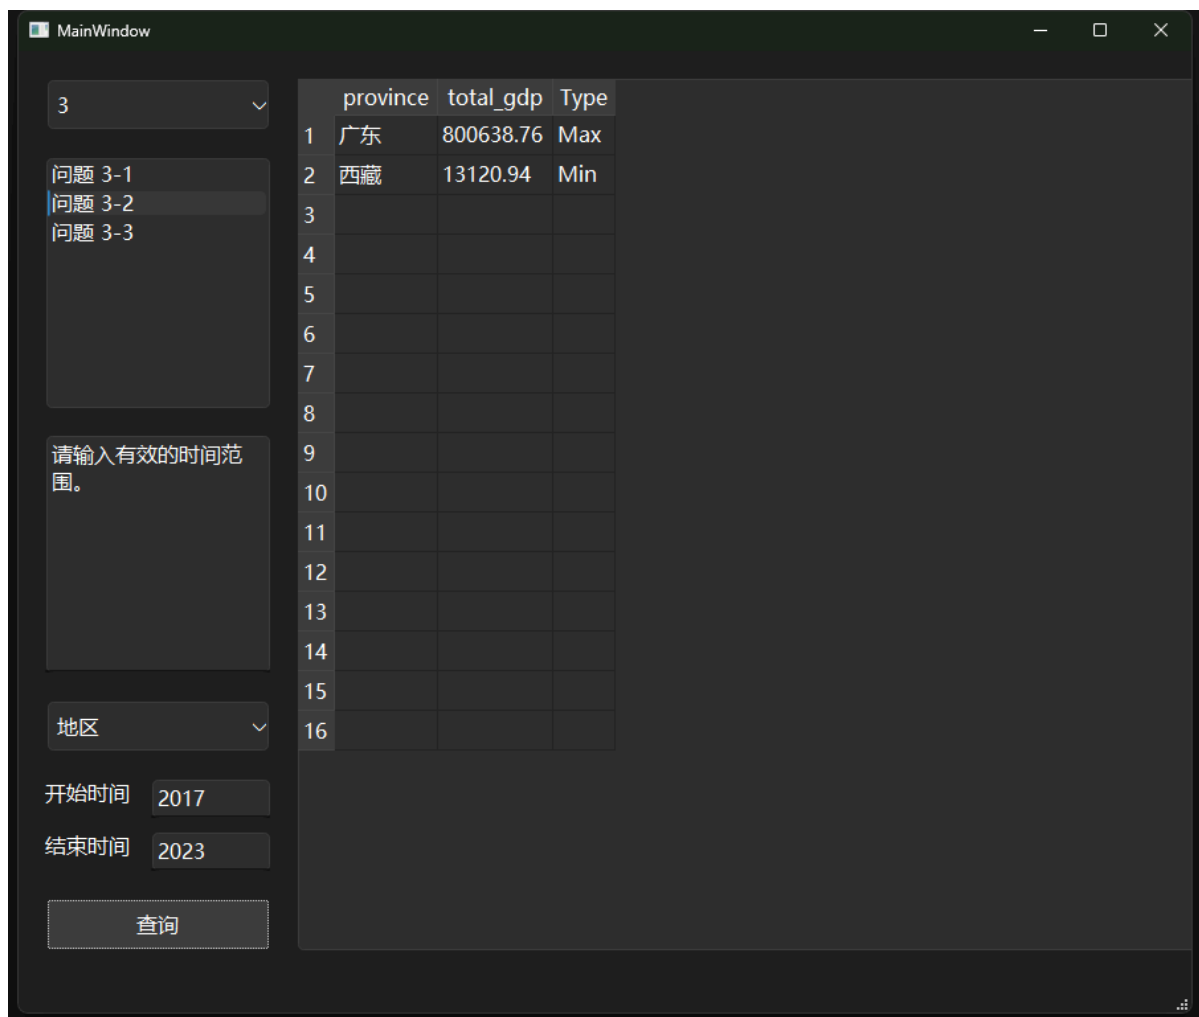 MainWindow
3
问题 3-1
问题 3-2
问题 3-3
请输入有效的时间范
围。
地区
开始时间 2017
结束时间 2023
查询
province total_gdp Type
1 广东 800638.76 Max
2 西藏 13120.94 Min
3
4
5
6
7
8
9
10
11
12
13
14
15
16